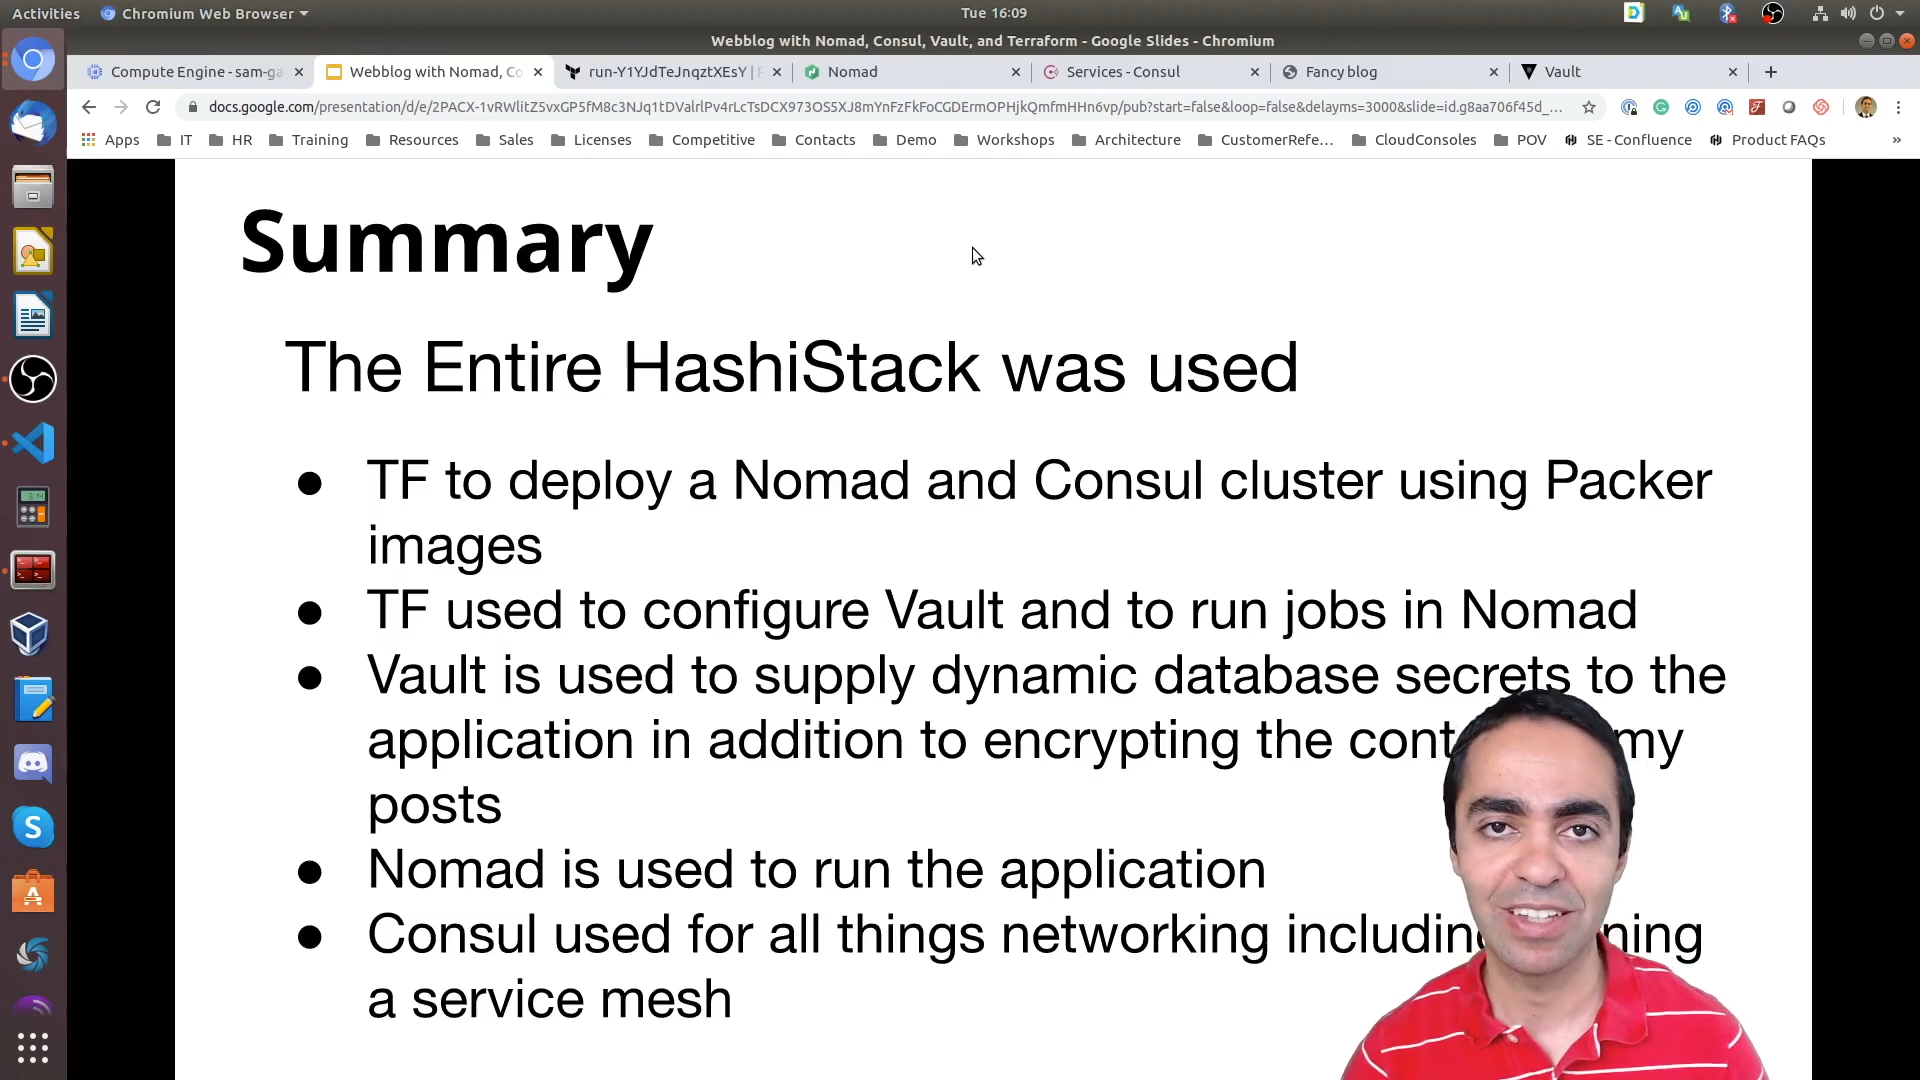 Activities Chromium Web Browser Tue 16:09
Webblog with Nomad, Consul, Vault, and Terraform - Google Slides - Chromium
Compute Engine - sam-ga Webblog with Nomad, Co run-Y1YJdTeJnqztXEsY | Nomad Services - Consul Fancy blog Vault
docs.google.com/presentation/d/e/2PACX-1vRWlitZ5vxGP5fM8c3NJq1tDValrlPv4rLcTsDCX973OS5XJ8mYnFzFkFoCGDErmOPHjkQmfmHHn6vp/pub?start=false&loop=false&delayms=3000&slide=id.g8aa706f45d_...
Apps IT HR Training Resources Sales Licenses Competitive Contacts Demo Workshops Architecture CustomerRefe... CloudConsoles POV SE - Confluence Product FAQs »
Summary
The Entire HashiStack was used
● TF to deploy a Nomad and Consul cluster using Packer
images
● TF used to configure Vault and to run jobs in Nomad
● Vault is used to supply dynamic database secrets to the
application in addition to encrypting the my
posts
● Nomad is used to run the application
● Consul used for all things networking
a service mesh